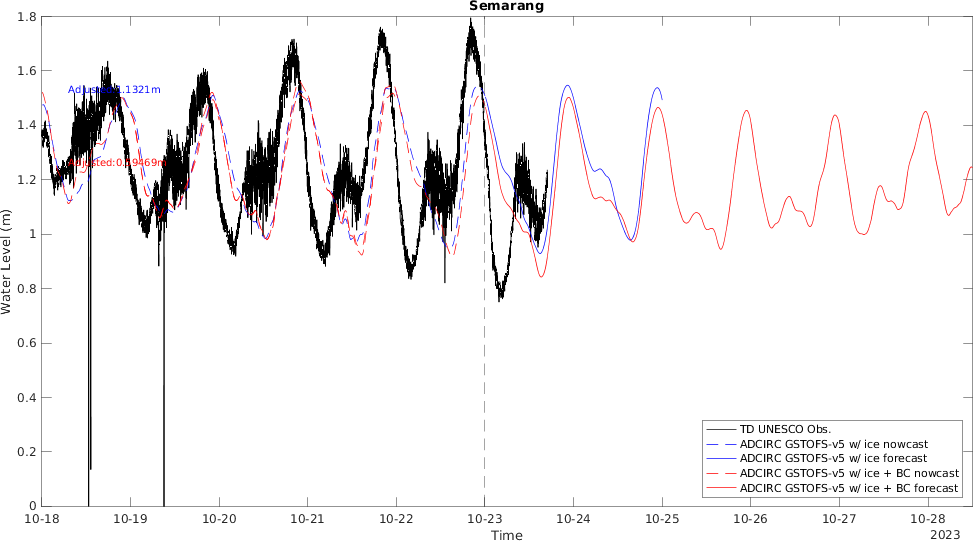 Semarang
1.8
1.6
1.4
1.2
1
0.8
0.6
0.4
0.2
0
Water Level (m)
Adjusted:1.1321m
Adjusted:0.19469m
TD UNESCO Obs.
ADCIRC GSTOFS-v5 w/ ice nowcast
ADCIRC GSTOFS-v5 w/ ice forecast
ADCIRC GSTOFS-v5 w/ ice + BC nowcast
ADCIRC GSTOFS-v5 w/ ice + BC forecast
10-18 10-19 10-20 10-21 10-22 10-23 10-24 10-25 10-26 10-27 10-28
Time 2023